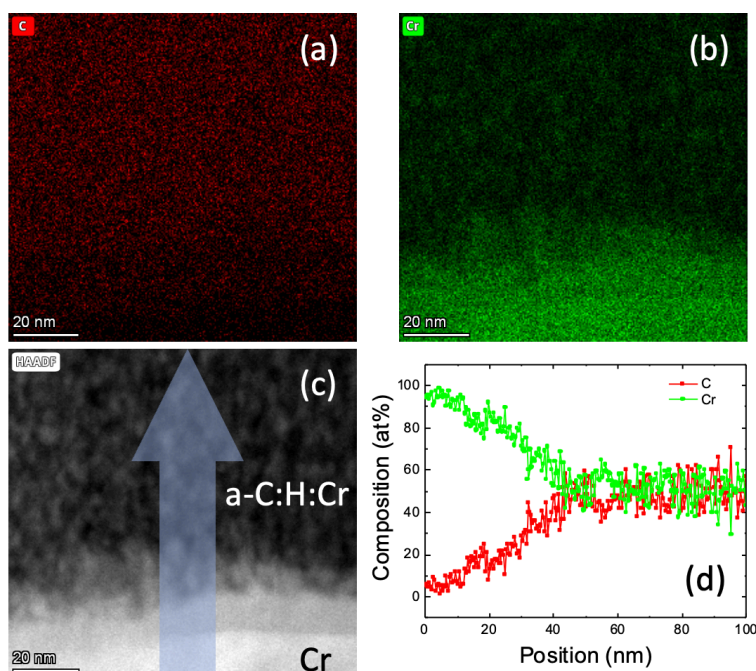 C
(a)
20 nm
Cr
(b)
20 nm
HAADF
(c)
a-C:H:Cr
Cr
20 nm
C
Cr
(d)
Composition (at%)
100
80
60
40
20
0
0 20 40 60 80 100
Position (nm)